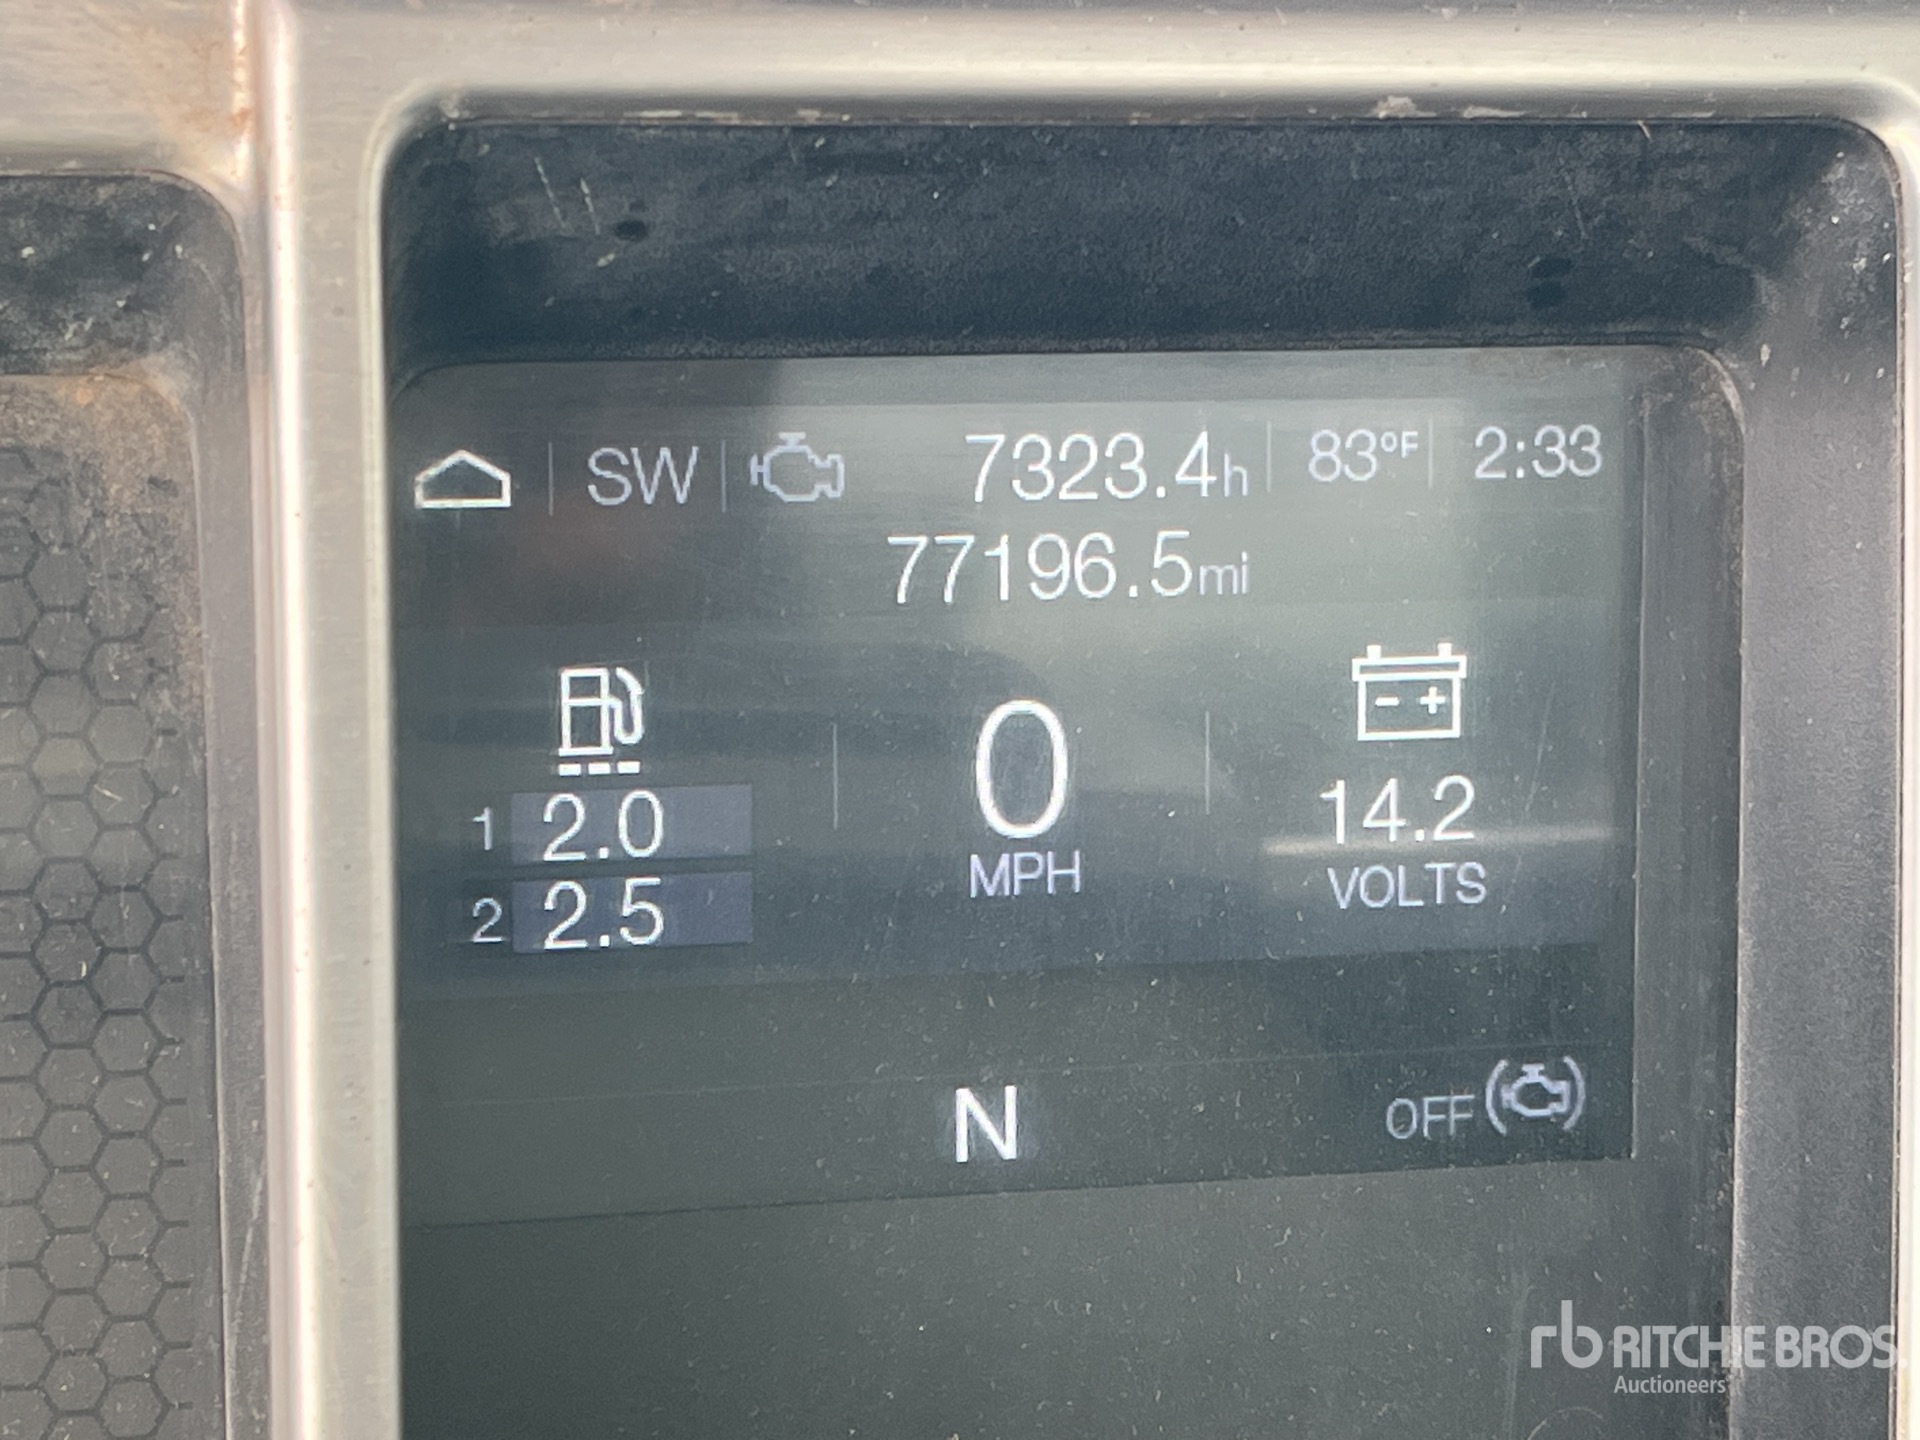 SW 7323.4h 83°F 2:33
77196.5mi
1 2.0
2 2.5
0
MPH
- +
14.2
VOLTS
N
OFF
rb RITCHIE BROS.
Auctioneers